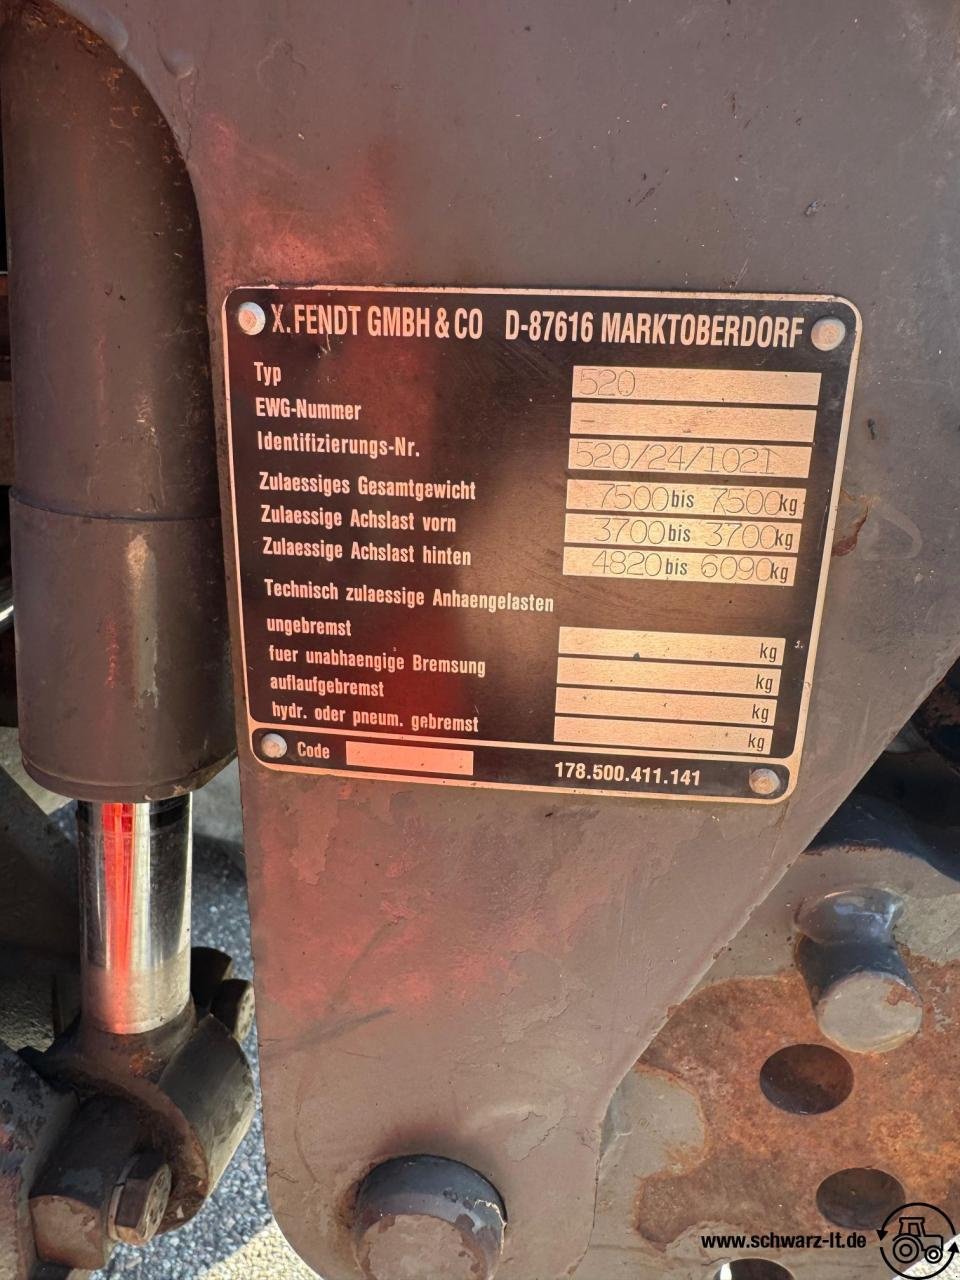 X.FENDT GMBH & CO D-87616 MARKTOBERDORF
Typ 520
EWG-Nummer -
Identifizierungs-Nr. 520/24/1021
Zulaessiges Gesamtgewicht 7500 bis 7500 kg
Zulaessige Achslast vorn 3700 bis 3700 kg
Zulaessige Achslast hinten 4820 bis 6090 kg
Technisch zulaessige Anhaengelasten
ungebremst kg
fuer unabhaengige Bremsung kg
auflaufgebremst kg
hydr. oder pneum. gebremst kg
Code 178.500.411.141
www.schwarz-lt.de